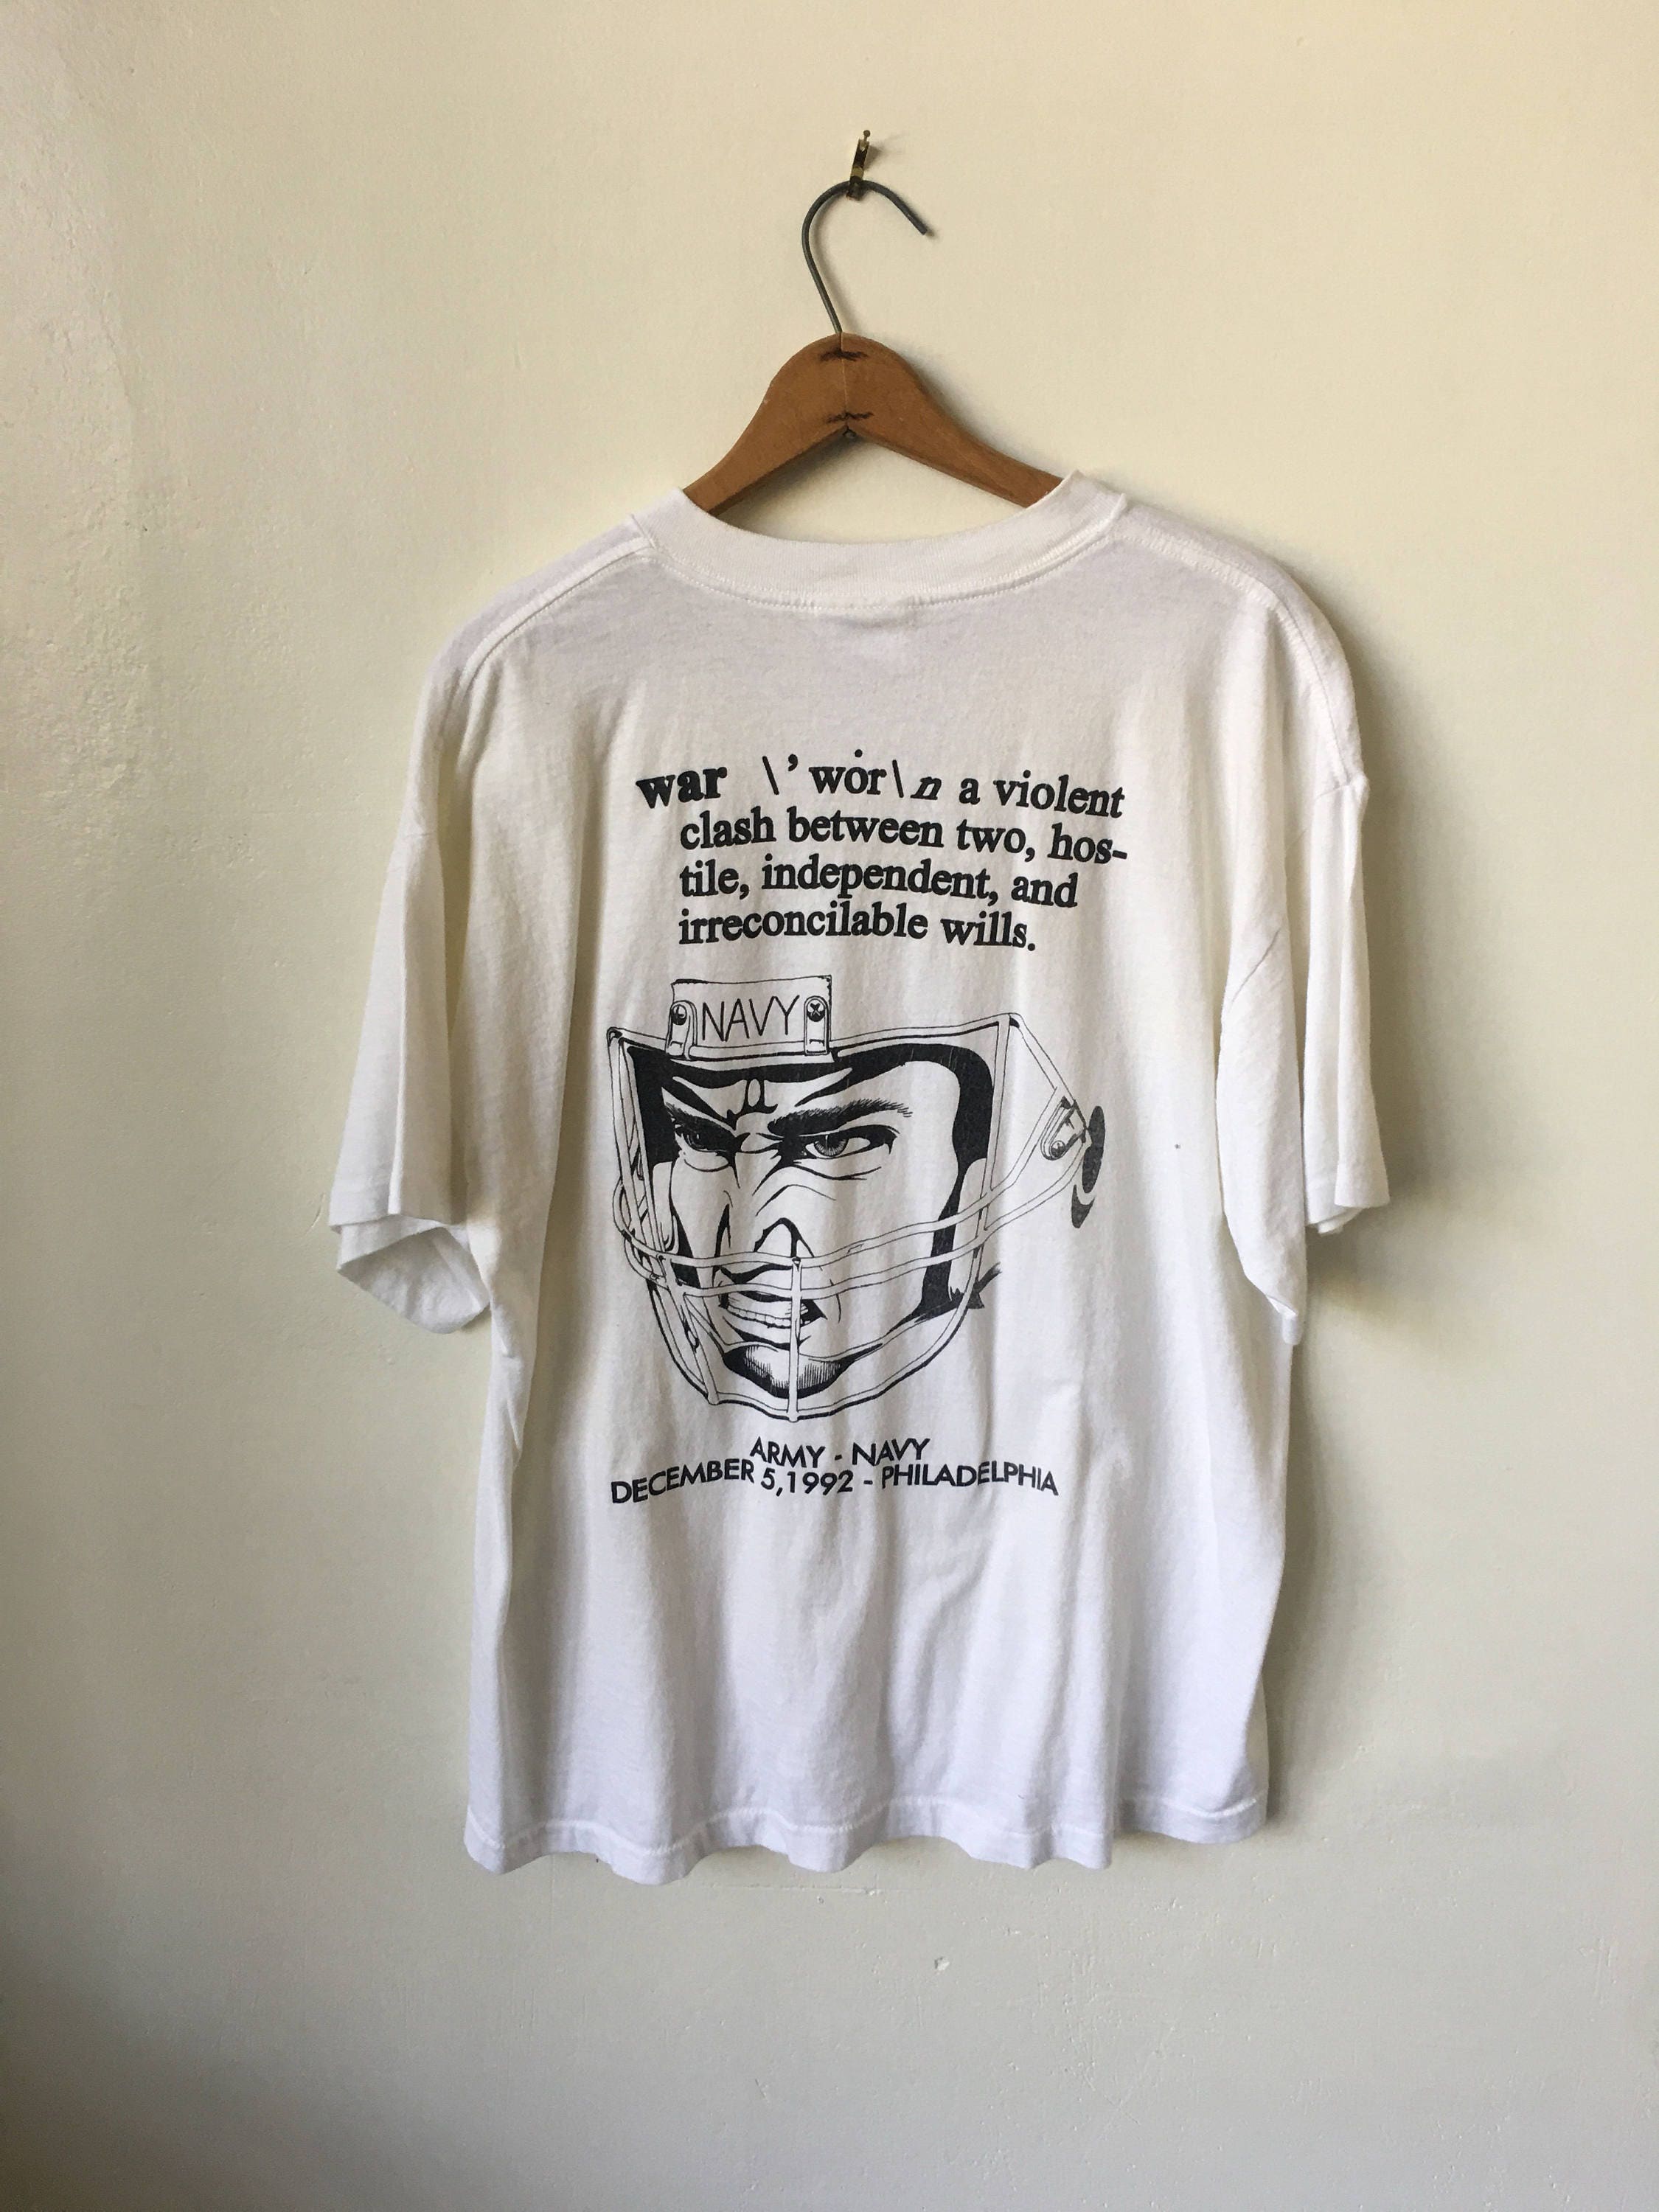 war \'wȯr\ n a violent
clash between two, hos-
tile, independent, and
irreconcilable wills.
NAVY
ARMY - NAVY
DECEMBER 5,1992 - PHILADELPHIA